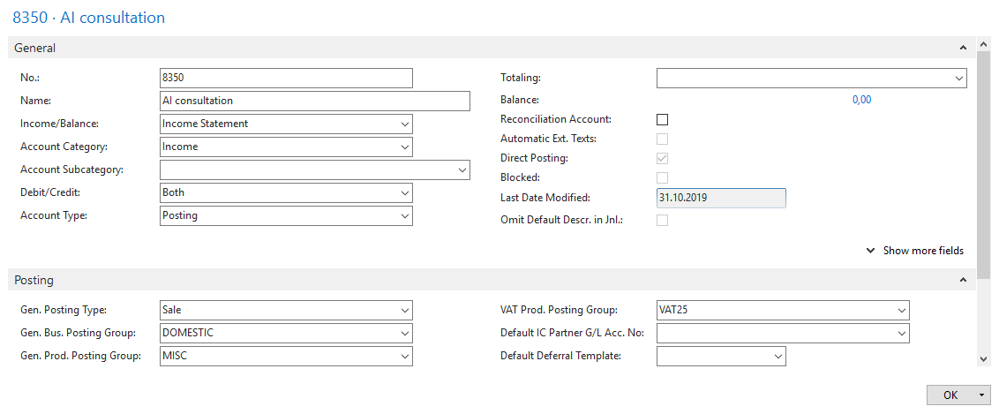 8350 · AI consultation
General
No.: 8350
Name: AI consultation
Income/Balance: Income Statement
Account Category: Income
Account Subcategory:
Debit/Credit: Both
Account Type: Posting
Totaling:
Balance: 0,00
Reconciliation Account:
Automatic Ext. Texts:
Direct Posting:
Blocked:
Last Date Modified: 31.10.2019
Omit Default Descr. in Jnl.:
Show more fields
Posting
Gen. Posting Type: Sale
Gen. Bus. Posting Group: DOMESTIC
Gen. Prod. Posting Group: MISC
VAT Prod. Posting Group: VAT25
Default IC Partner G/L Acc. No:
Default Deferral Template:
OK